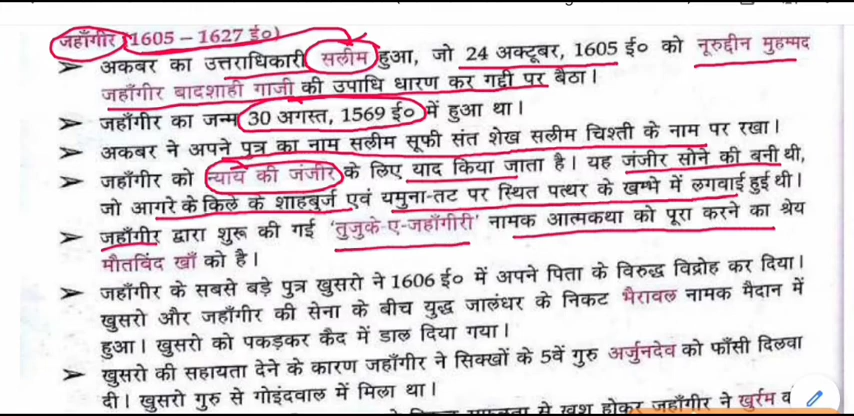 जहाँगीर (1605 – 1627 ई०)
➤ अकबर का उत्तराधिकारी सलीम हुआ, जो 24 अक्टूबर, 1605 ई० को नूरुद्दीन मुहम्मद
जहाँगीर बादशाही गाजी की उपाधि धारण कर गद्दी पर बैठा।
➤ जहाँगीर का जन्म 30 अगस्त, 1569 ई० में हुआ था।
➤ अकबर ने अपने पुत्र का नाम सलीम सूफी संत शेख सलीम चिश्ती के नाम पर रखा।
➤ जहाँगीर को न्याय की जंजीर के लिए याद किया जाता है। यह जंजीर सोने की बनी थी,
जो आगरे के किले के शाहबुर्ज एवं यमुना-तट पर स्थित पत्थर के खम्भे में लगवाई हुई थी।
➤ जहाँगीर द्वारा शुरू की गई ‘तुजुके-ए-जहाँगीरी’ नामक आत्मकथा को पूरा करने का श्रेय
मौतबिंद खाँ को है।
➤ जहाँगीर के सबसे बड़े पुत्र खुसरो ने 1606 ई० में अपने पिता के विरुद्ध विद्रोह कर दिया।
खुसरो और जहाँगीर की सेना के बीच युद्ध जालंधर के निकट भैरावल नामक मैदान में
हुआ। खुसरो को पकड़कर कैद में डाल दिया गया।
➤ खुसरो की सहायता देने के कारण जहाँगीर ने सिक्खों के 5वें गुरु अर्जुनदेव को फाँसी दिलवा
दी। खुसरो गुरु से गोइंदवाल में मिला था।
से खुश होकर जहाँगीर ने खुर्रम